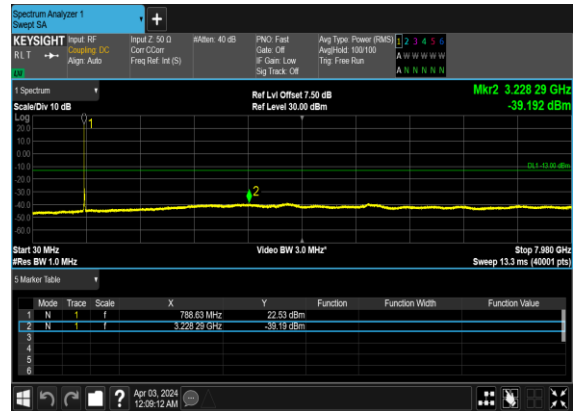 Spectrum Analyzer 1
Swept SA
+
KEYSIGHT Input: RF Input Z: 50 Ω #Atten: 40 dB PNO: Fast Avg Type: Power (RMS) 1 2 3 4 5 6
RLT Coupling: DC Corr CCorr Gate: Off Avg|Hold: 100/100 A W W W W W
Align: Auto Freq Ref: Int (S) IF Gain: Low Trig: Free Run
Sig Track: Off A N N N N N
1 Spectrum
Ref Lvl Offset 7.50 dB Mkr2 3.228 29 GHz
Scale/Div 10 dB Ref Level 30.00 dBm -39.192 dBm
Log
20.0
10.0
0.00
-10.0
-20.0
-30.0
-40.0
-50.0
-60.0
1
2
DL1 -13.00 dBm
Start 30 MHz Video BW 3.0 MHz* Stop 7.980 GHz
#Res BW 1.0 MHz Sweep 13.3 ms (40001 pts)
5 Marker Table
Mode Trace Scale X Y Function Function Width Function Value
1 N 1 f 788.63 MHz 22.53 dBm
2 N 1 f 3.228 29 GHz -39.19 dBm
3
4
5
6
? Apr 03, 2024
12:09:12 AM